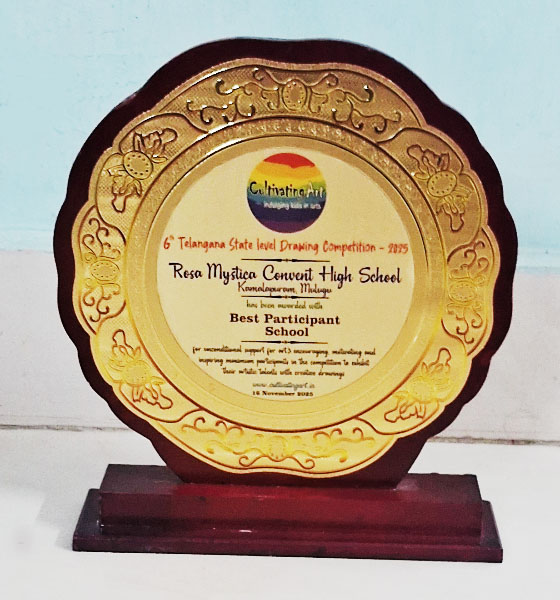 Cultivating Art
indulging kids in arts
6th Telangana State level Drawing Competition - 2025
Rosa Mystica Convent High School
Kamalapuram, Mulugu
has been awarded with
Best Participant
School
for unconditional support for arts encouraging, motivating and
inspiring maximum participants in the competition to exhibit
their artistic talents with creative drawings
www.cultivatingart.in
16 November 2025